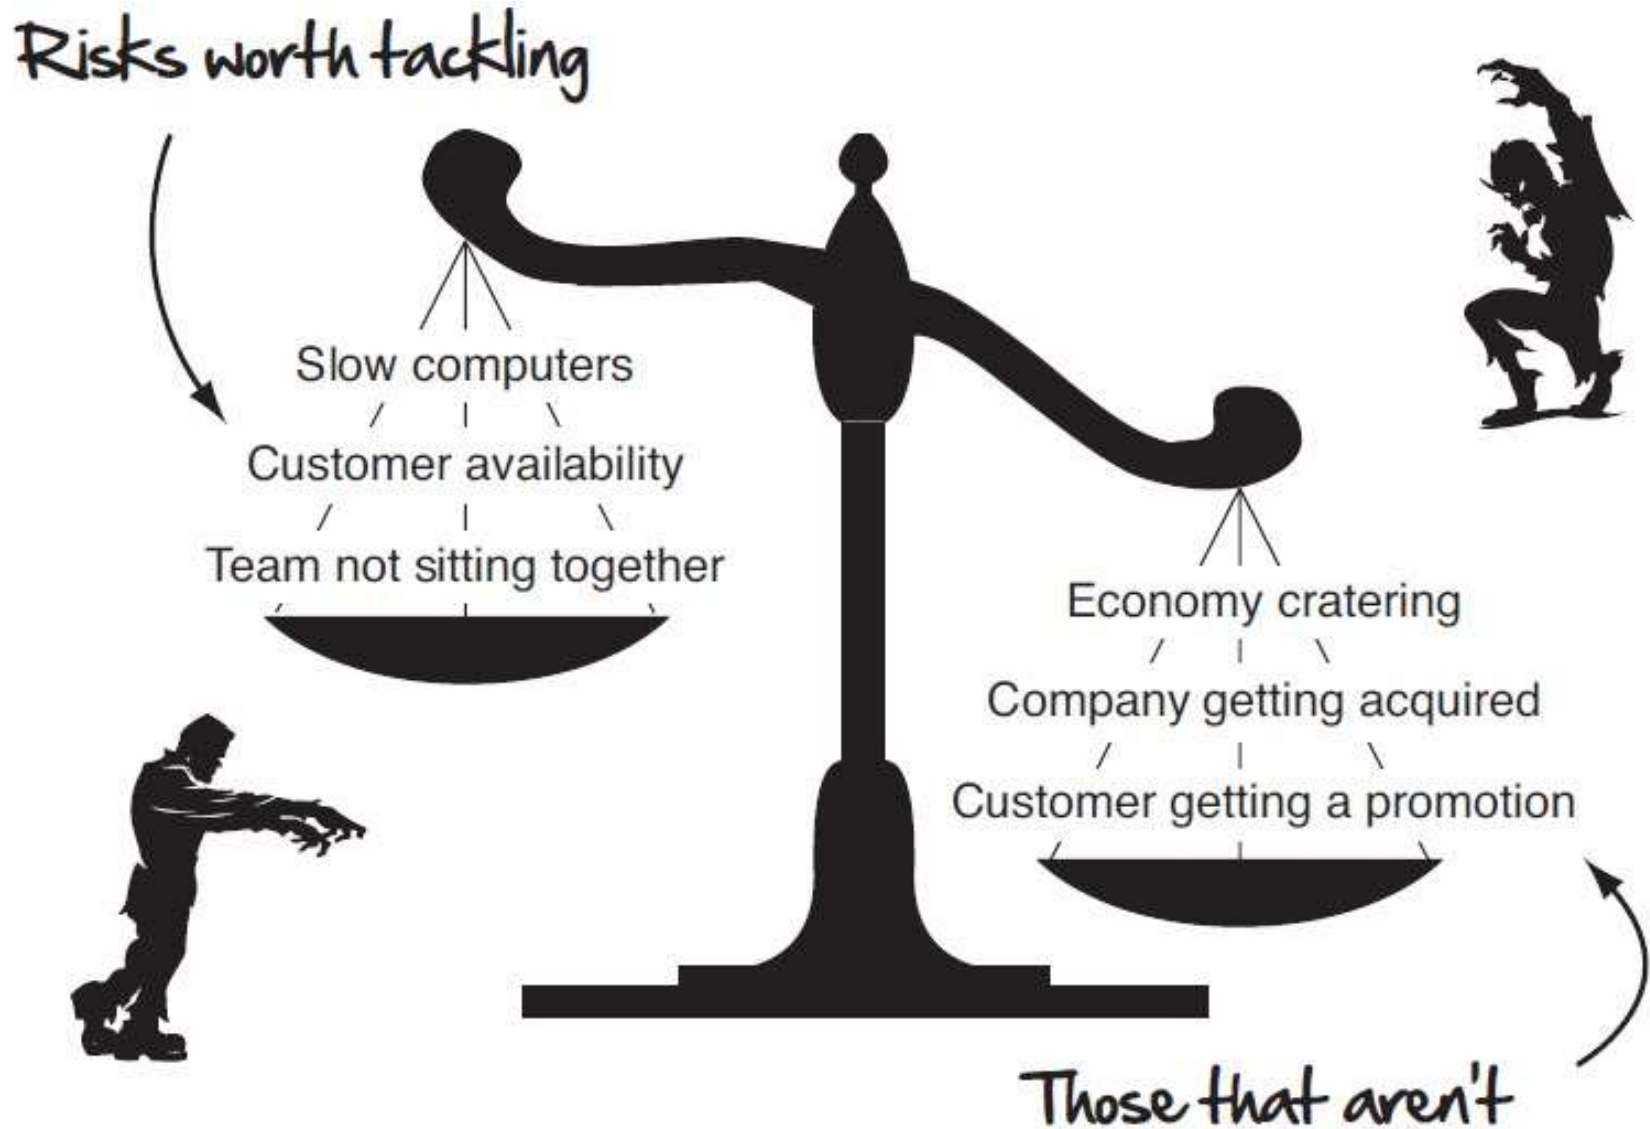 Risks worth tackling
Slow computers
Customer availability
Team not sitting together
Economy cratering
Company getting acquired
Customer getting a promotion
Those that aren't